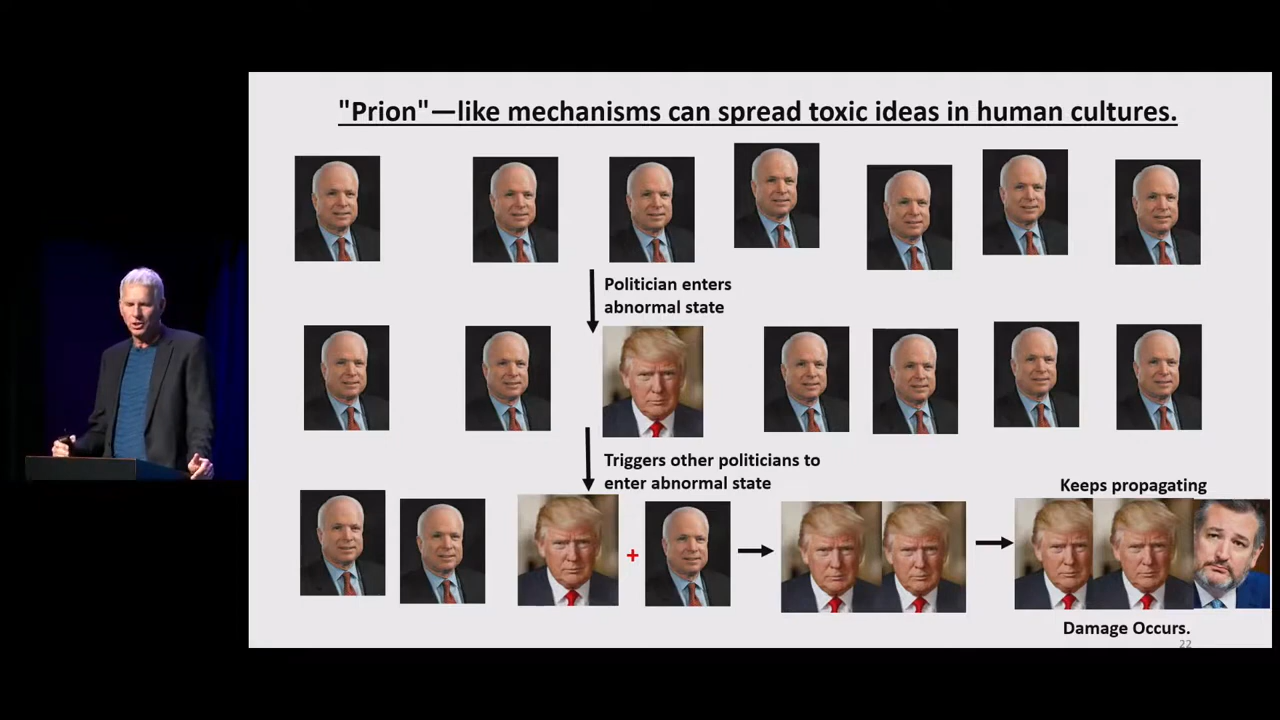 "Prion"—like mechanisms can spread toxic ideas in human cultures.
Politician enters
abnormal state
Triggers other politicians to
enter abnormal state
Keeps propagating
+
Damage Occurs.
22